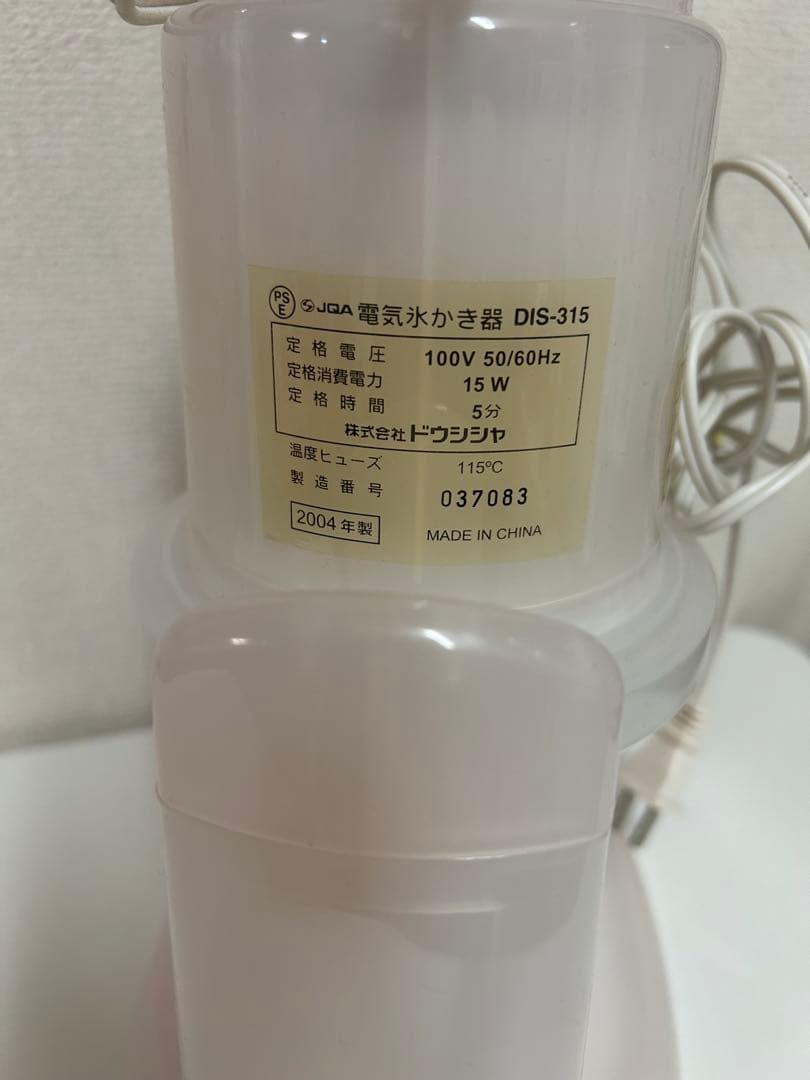 PSE JQA 電気氷かき器 DIS-315
定格電圧 100V 50/60Hz
定格消費電力 15W
定格時間 5分
株式会社ドウシシャ
温度ヒューズ 115℃
製造番号 037083
2004年製 MADE IN CHINA